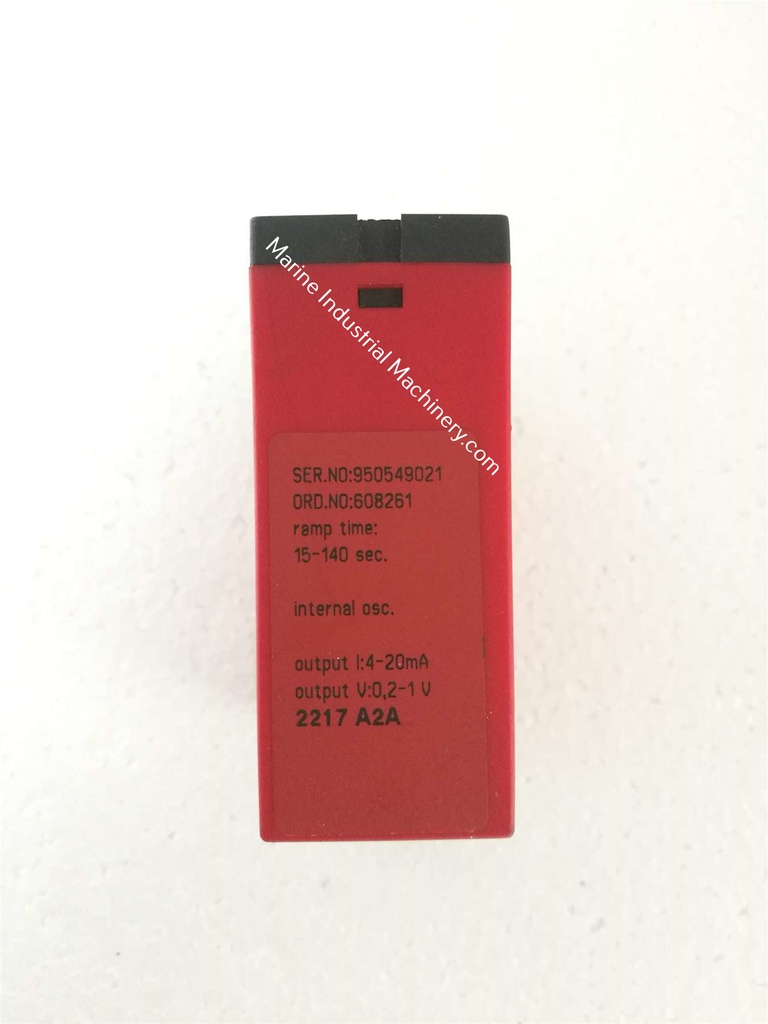 Marine Industrial Machinery.com
SER.NO:950549021
ORD.NO:608261
ramp time:
15-140 sec.
internal osc.
output I:4-20mA
output V:0,2-1 V
2217 A2A